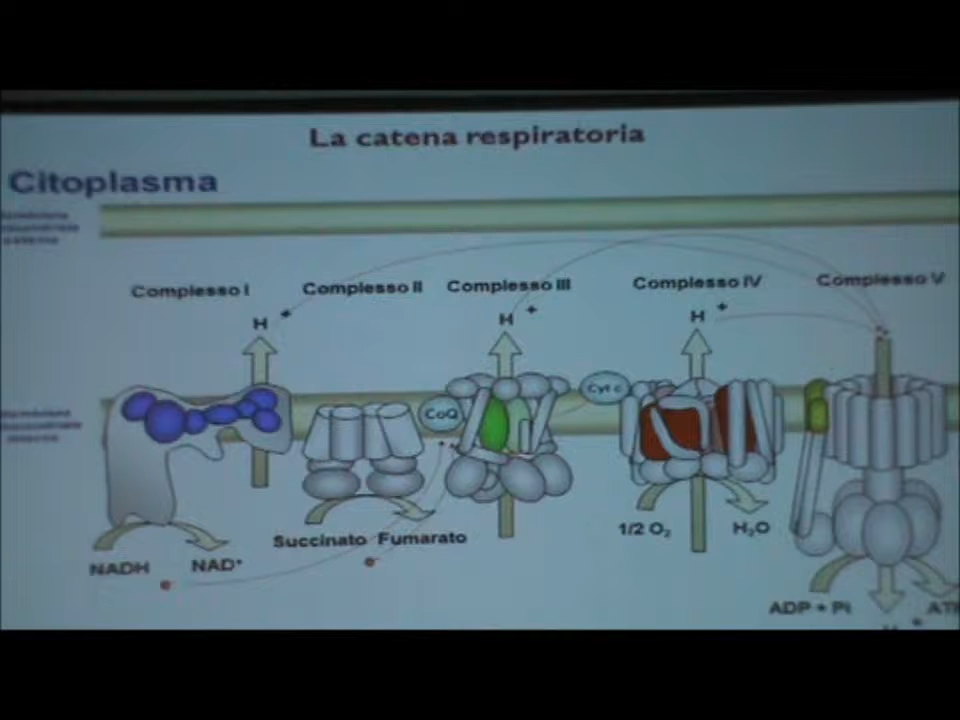 La catena respiratoria
Citoplasma
Complesso I
Complesso II
Complesso III
Complesso IV
Complesso V
H+
H+
H+
CoQ
Cyt c
Succinato Fumarato
1/2 O₂
H₂O
NADH
NAD+
e-
e-
ADP + Pi